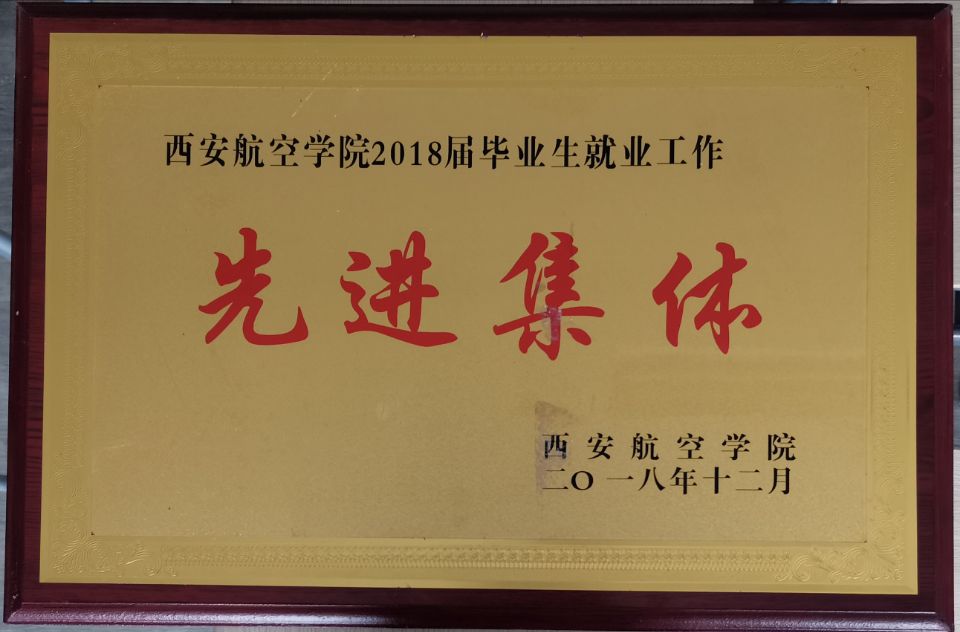 西安航空学院2018届毕业生就业工作
先进集体
西安航空学院
二〇一八年十二月